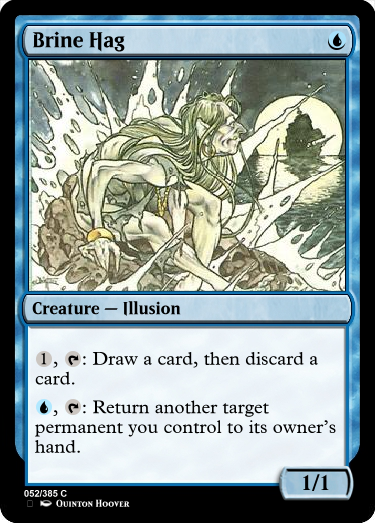 Brine Hag
Creature — Illusion
1, : Draw a card, then discard a
card.
, : Return another target
permanent you control to its owner's
hand.
1/1
052/385 C
Quinton Hoover